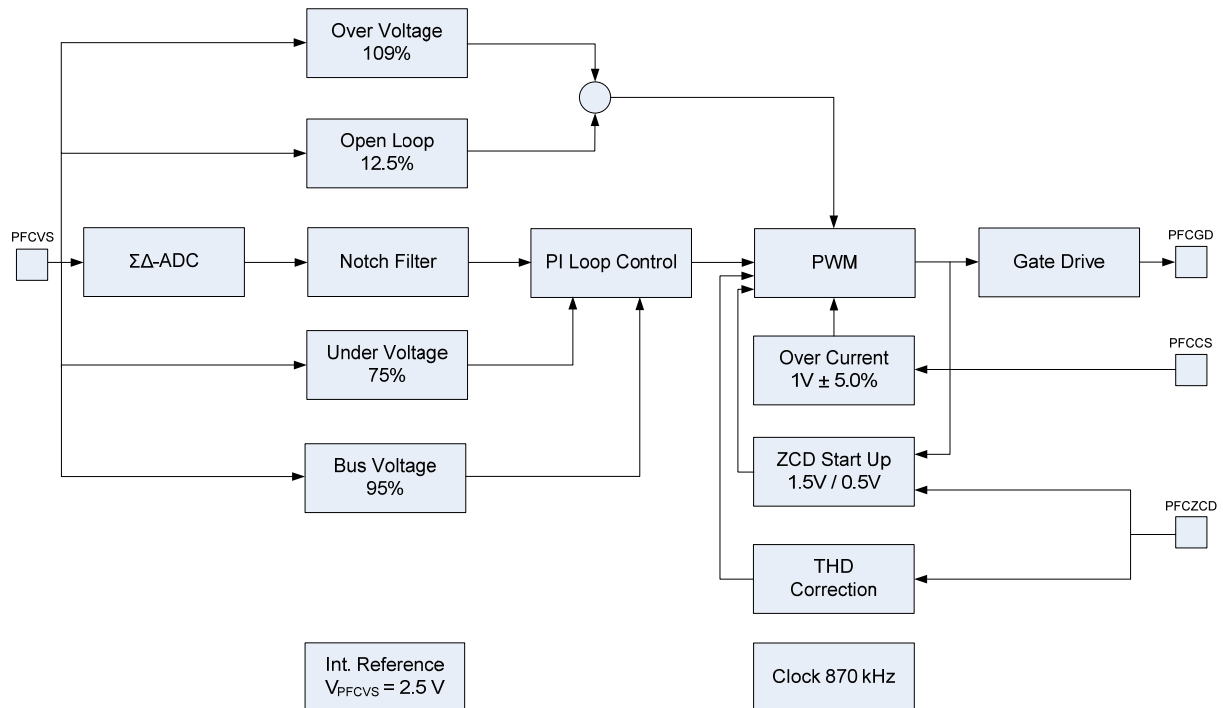 Over Voltage
109%
Open Loop
12.5%
PFCVS
ΣΔ-ADC
Notch Filter
PI Loop Control
PWM
Gate Drive
PFCGD
Under Voltage
75%
Over Current
1V ± 5.0%
PFCCS
Bus Voltage
95%
ZCD Start Up
1.5V / 0.5V
PFCZCD
THD
Correction
Int. Reference
VPFCVS = 2.5 V
Clock 870 kHz